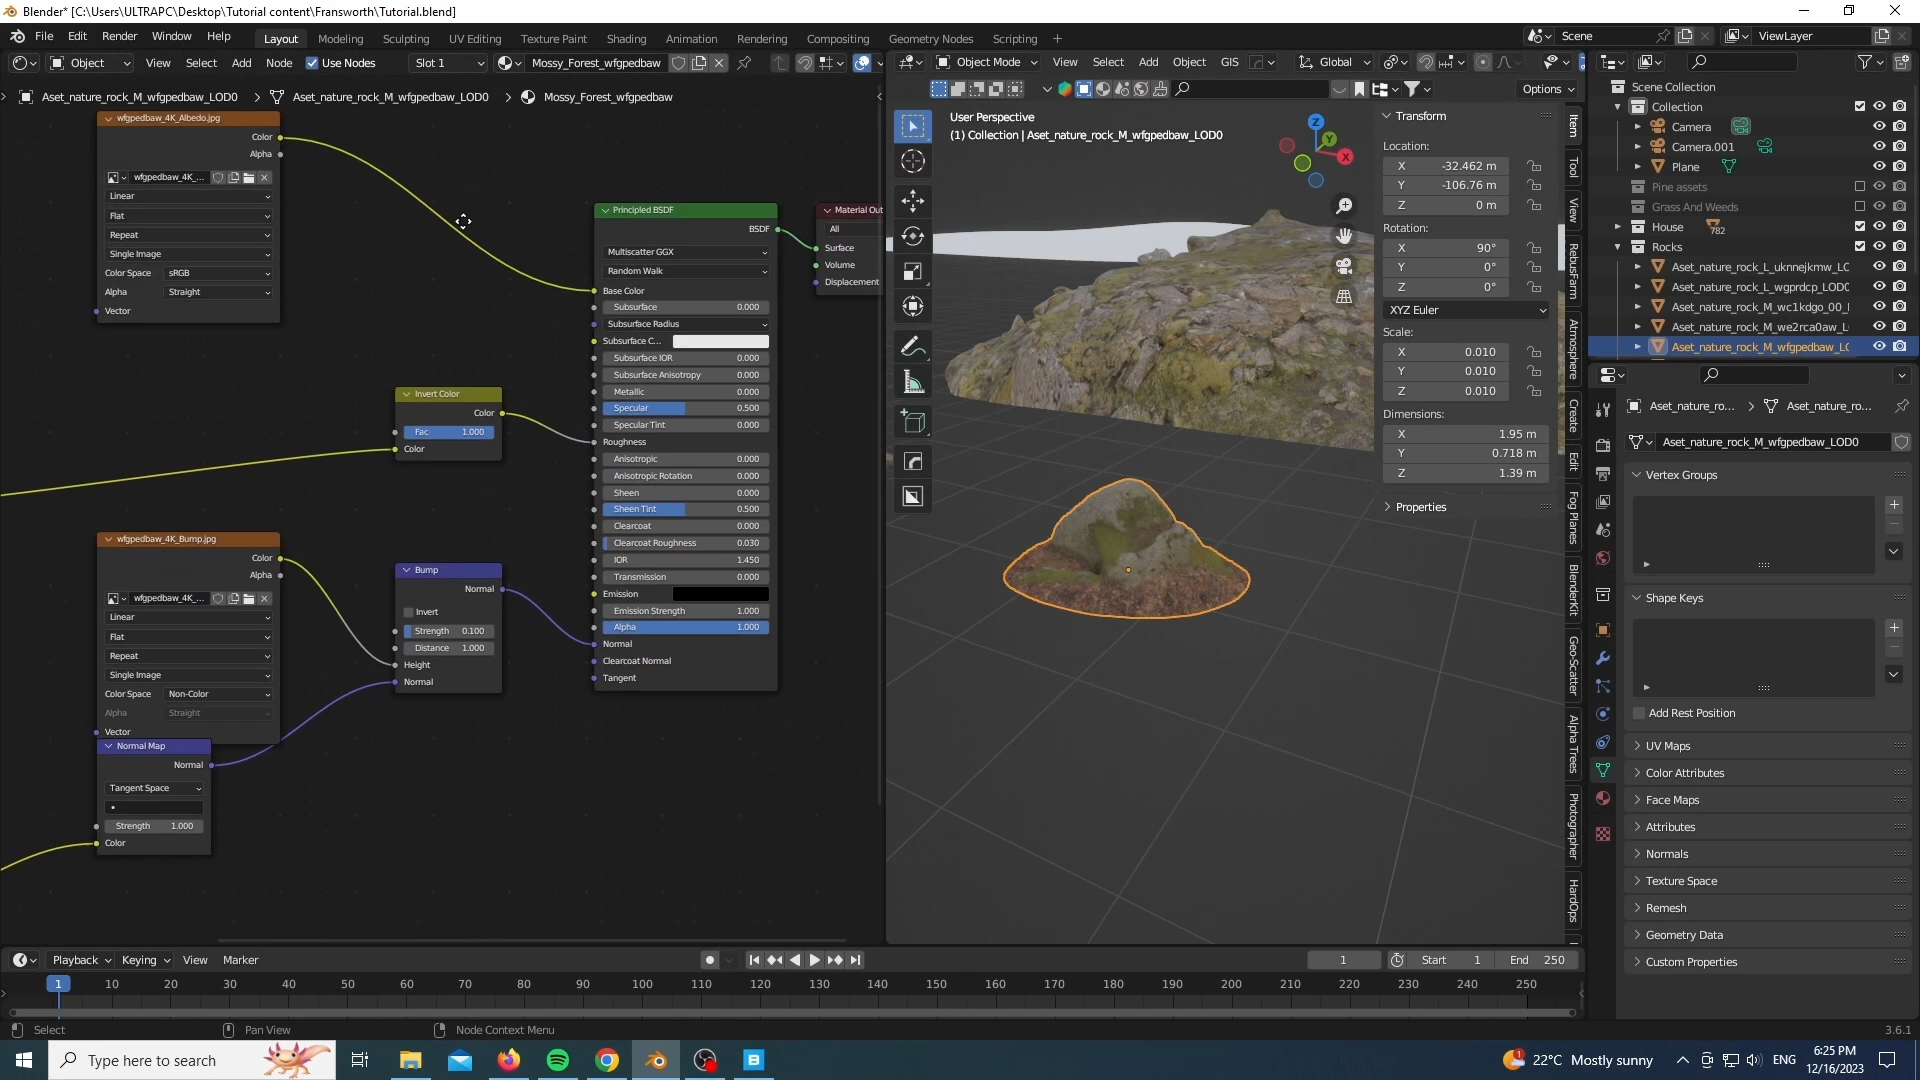 Blender* [C:\Users\ULTRAPC\Desktop\Tutorial content\Fransworth\Tutorial.blend]
File Edit Render Window Help Layout Modeling Sculpting UV Editing Texture Paint Shading Animation Rendering Compositing Geometry Nodes Scripting + Scene ViewLayer
Object View Select Add Node Use Nodes Slot 1 Mossy_Forest_wfgpedbaw
Object Mode View Select Add Object GIS Global
Options
Aset_nature_rock_M_wfgpedbaw_LOD0 > Aset_nature_rock_M_wfgpedbaw_LOD0 > Mossy_Forest_wfgpedbaw
wfgpedbaw_4K_Albedo.jpg
Color
Alpha
wfgpedbaw_4K_...
Linear
Flat
Repeat
Single Image
Color Space sRGB
Alpha Straight
Vector
Invert Color
Color
Fac 1.000
Color
wfgpedbaw_4K_Bump.jpg
Color
Alpha
wfgpedbaw_4K_...
Linear
Flat
Repeat
Single Image
Color Space Non-Color
Alpha Straight
Vector
Normal Map
Normal
Tangent Space
Strength 1.000
Color
Bump
Normal
Invert
Strength 0.100
Distance 1.000
Height
Normal
Principled BSDF
BSDF
Multiscatter GGX
Random Walk
Base Color
Subsurface 0.000
Subsurface Radius
Subsurface C...
Subsurface IOR 0.000
Subsurface Anisotropy 0.000
Metallic 0.000
Specular 0.500
Specular Tint 0.000
Roughness
Anisotropic 0.000
Anisotropic Rotation 0.000
Sheen 0.000
Sheen Tint 0.500
Clearcoat 0.000
Clearcoat Roughness 0.030
IOR 1.450
Transmission 0.000
Emission
Emission Strength 1.000
Alpha 1.000
Normal
Clearcoat Normal
Tangent
Material Out
All
Surface
Volume
Displacement
User Perspective
(1) Collection | Aset_nature_rock_M_wfgpedbaw_LOD0
Z
Y
X
Transform
Location:
X -32.462 m
Y -106.76 m
Z 0 m
Rotation:
X 90°
Y 0°
Z 0°
XYZ Euler
Scale:
X 0.010
Y 0.010
Z 0.010
Dimensions:
X 1.95 m
Y 0.718 m
Z 1.39 m
Properties
Item
Tool
View
RebusFarm
Atmosphere
Create
Edit
Fog Planes
BlenderKit
Geo-Scatter
Alpha Trees
Photographer
HardOps
Scene Collection
Collection
Camera
Camera.001
Plane
Pine assets
Grass And Weeds
House 782
Rocks
Aset_nature_rock_L_uknnejkmw_LC
Aset_nature_rock_L_wgprdcp_LOD0
Aset_nature_rock_M_wc1kdgo_00_l
Aset_nature_rock_M_we2rca0aw_L
Aset_nature_rock_M_wfgpedbaw_LC
Aset_nature_ro... > Aset_nature_ro...
Aset_nature_rock_M_wfgpedbaw_LOD0
Vertex Groups
Shape Keys
Add Rest Position
UV Maps
Color Attributes
Face Maps
Attributes
Normals
Texture Space
Remesh
Geometry Data
Custom Properties
Playback Keying View Marker 1 Start 1 End 250
1 10 20 30 40 50 60 70 80 90 100 110 120 130 140 150 160 170 180 190 200 210 220 230 240 250
Select Pan View Node Context Menu 3.6.1
Type here to search
1 22°C Mostly sunny ENG
6:25 PM
12/16/2023